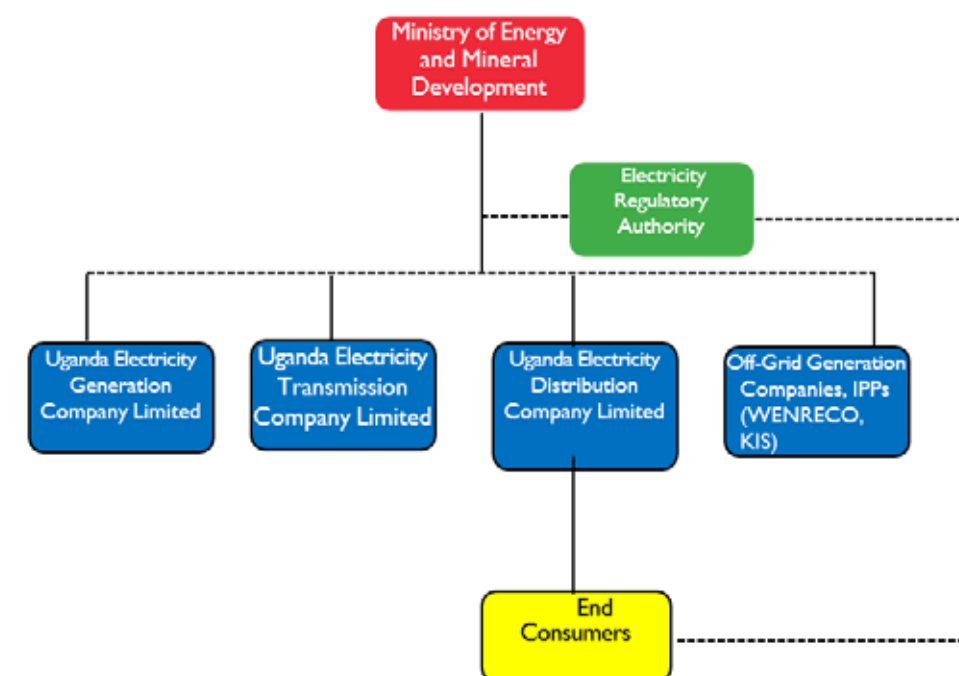 Ministry of Energy
and Mineral
Development
Electricity
Regulatory
Authority
Uganda Electricity
Generation
Company Limited
Uganda Electricity
Transmission
Company Limited
Uganda Electricity
Distribution
Company Limited
Off-Grid Generation
Companies, IPPs
(WENRECO,
KIS)
End
Consumers